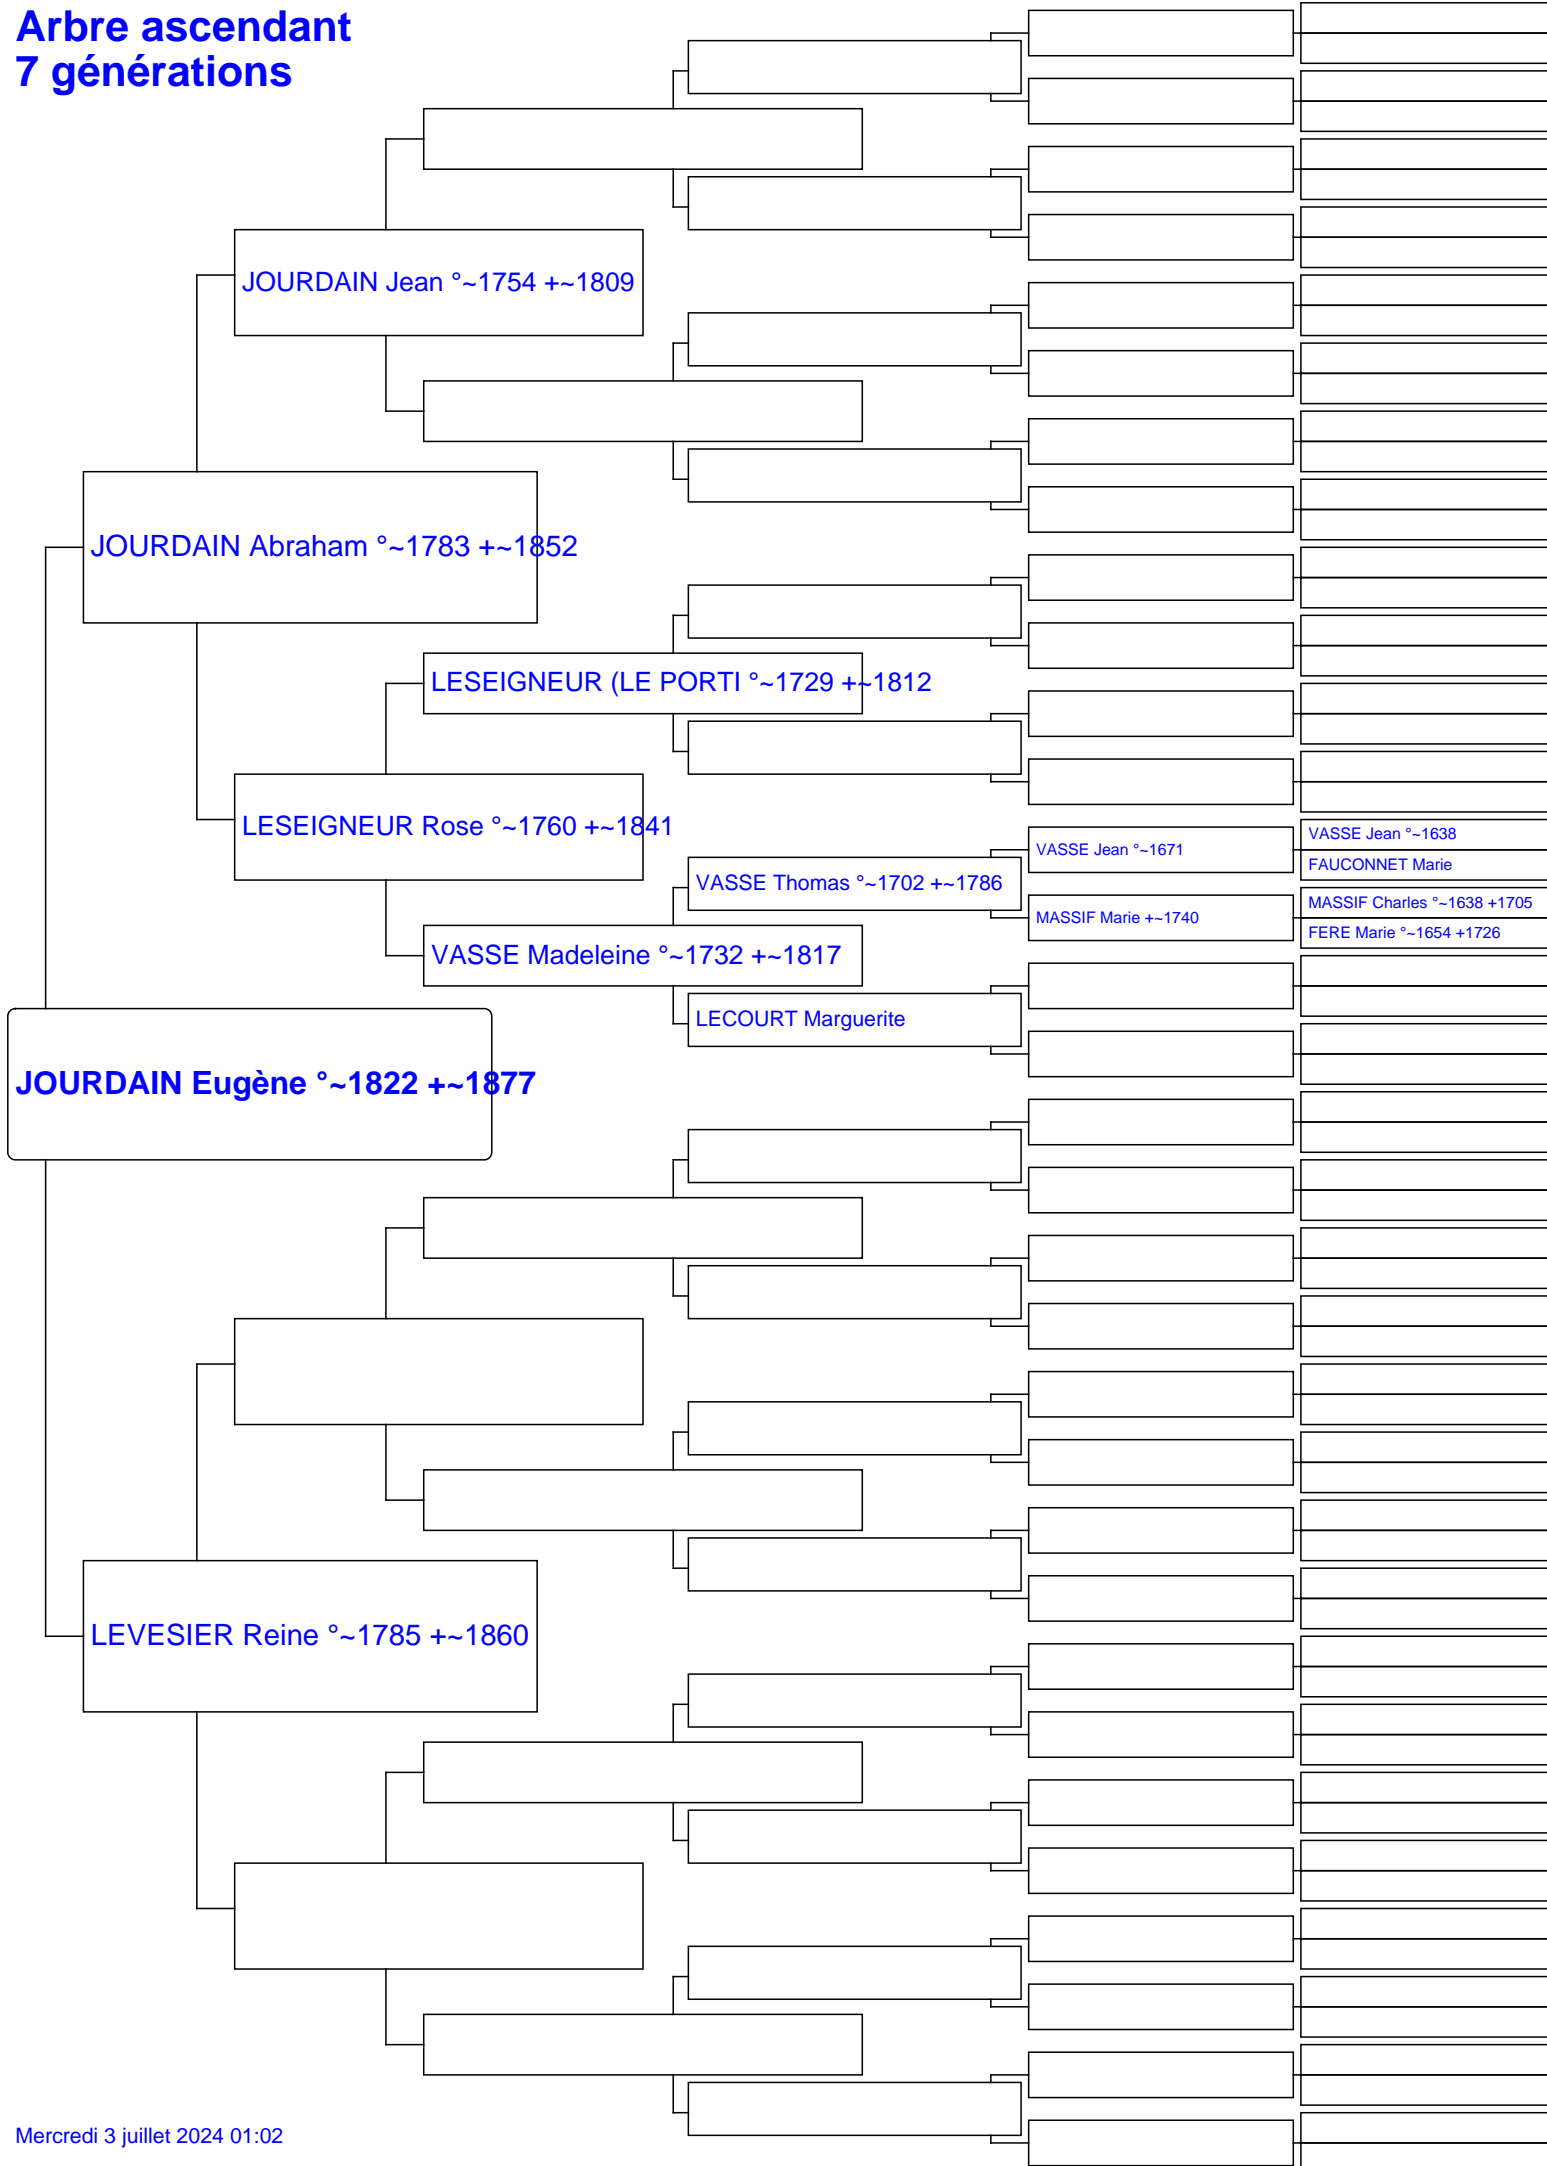 Arbre ascendant
7 générations
JOURDAIN Jean °~1754 +~1809
JOURDAIN Abraham °~1783 +~1852
LESEIGNEUR (LE PORTI °~1729 +~1812
LESEIGNEUR Rose °~1760 +~1841
VASSE Jean °~1638
VASSE Jean °~1671
FAUCONNET Marie
VASSE Thomas °~1702 +~1786
MASSIF Charles °~1638 +1705
MASSIF Marie +~1740
FERE Marie °~1654 +1726
VASSE Madeleine °~1732 +~1817
LECOURT Marguerite
JOURDAIN Eugène °~1822 +~1877
LEVESIER Reine °~1785 +~1860
Mercredi 3 juillet 2024 01:02